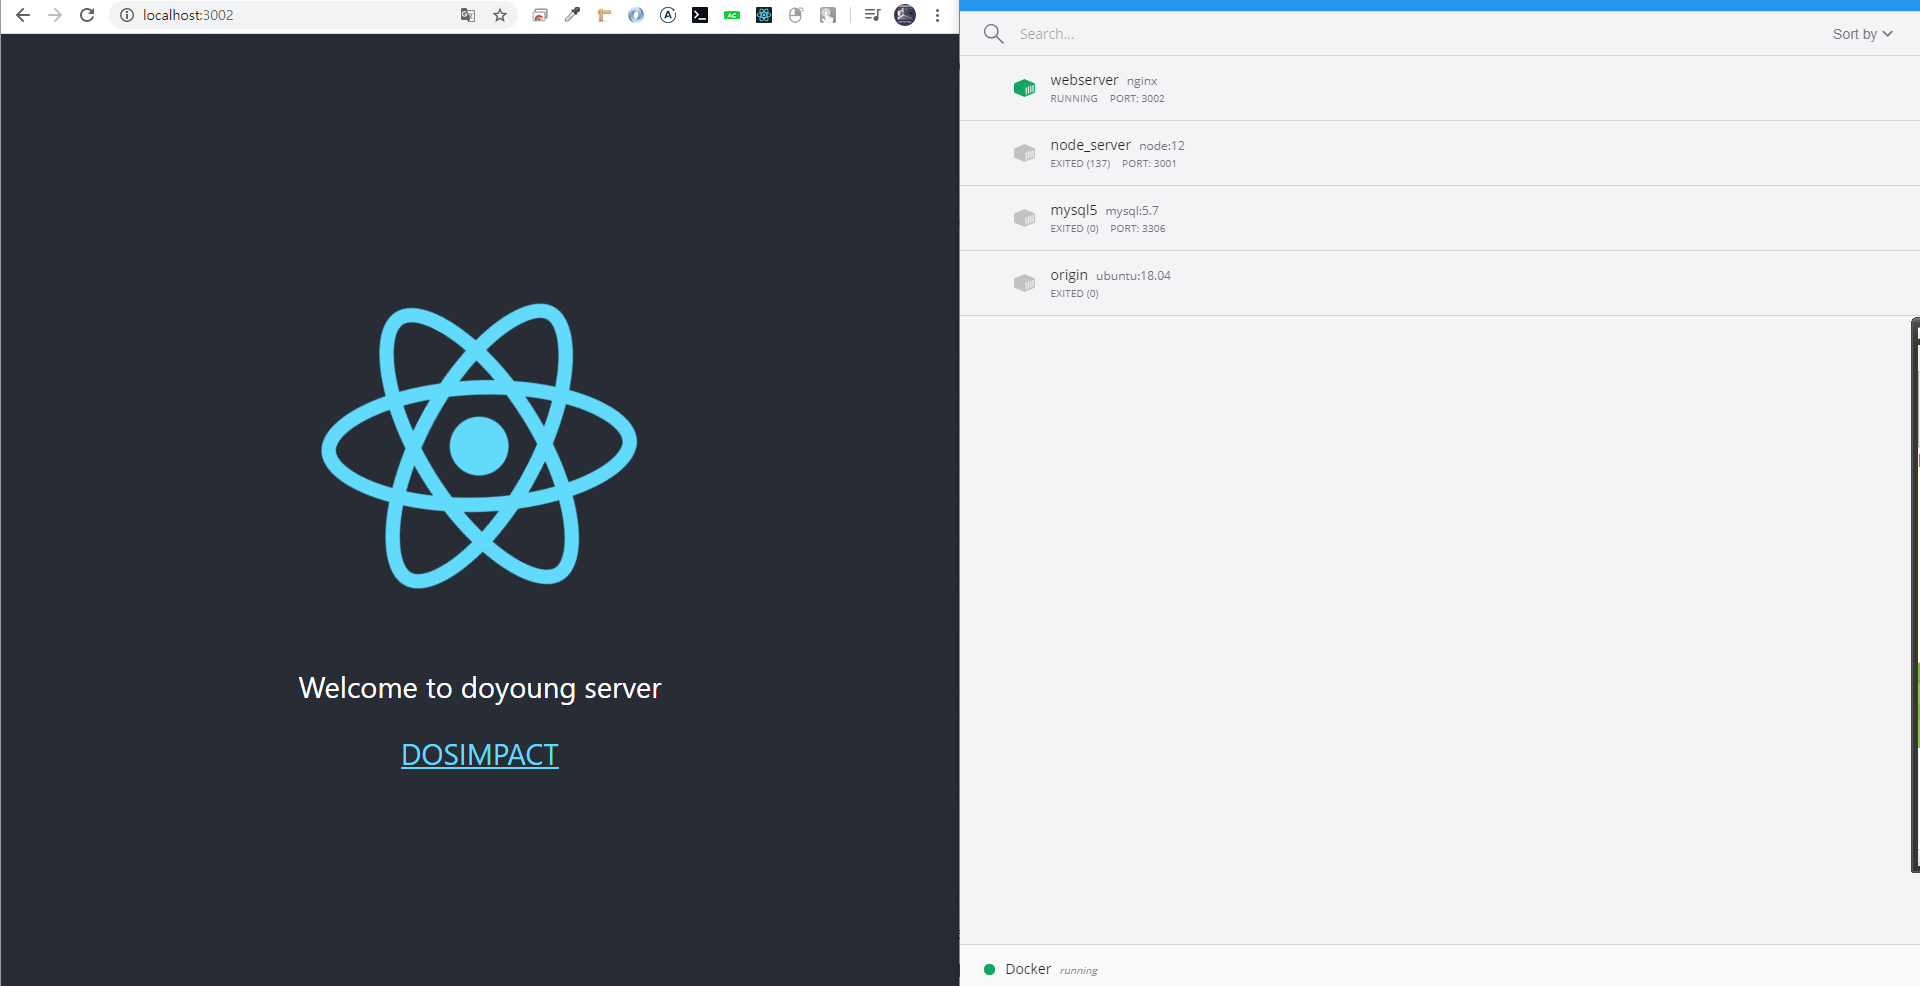 localhost:3002
AC
Welcome to doyoung server
DOSIMPACT
Search...
Sort by
webserver nginx
RUNNING PORT: 3002
node_server node:12
EXITED (137) PORT: 3001
mysql5 mysql:5.7
EXITED (0) PORT: 3306
origin ubuntu:18.04
EXITED (0)
Docker running